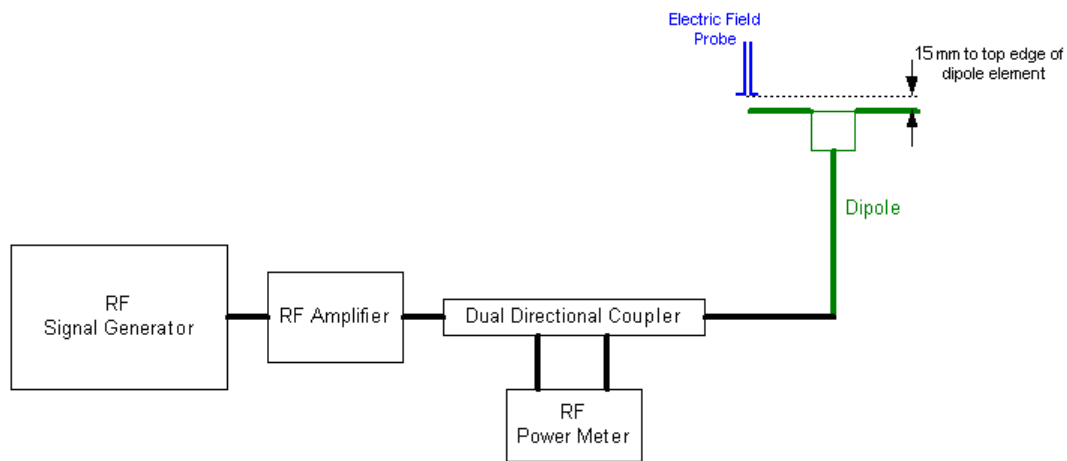 Electric Field
Probe
15 mm to top edge of
dipole element
Dipole
RF
Signal Generator
RF Amplifier
Dual Directional Coupler
RF
Power Meter